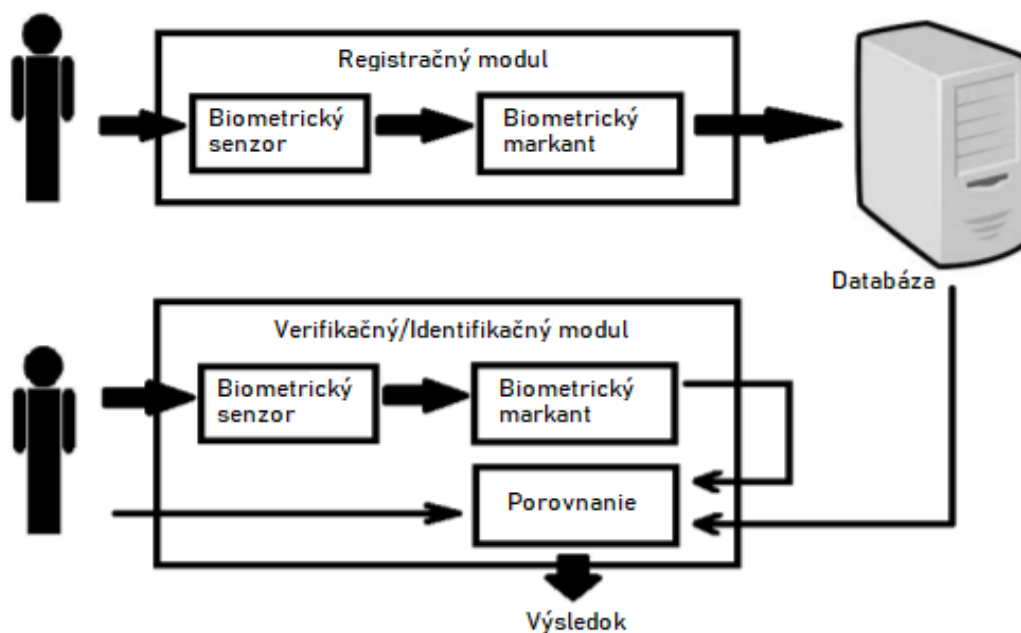 Registračný modul
Biometrický
senzor
Biometrický
markant
Databáza
Verifikačný/Identifikačný modul
Biometrický
senzor
Biometrický
markant
Porovnanie
Výsledok